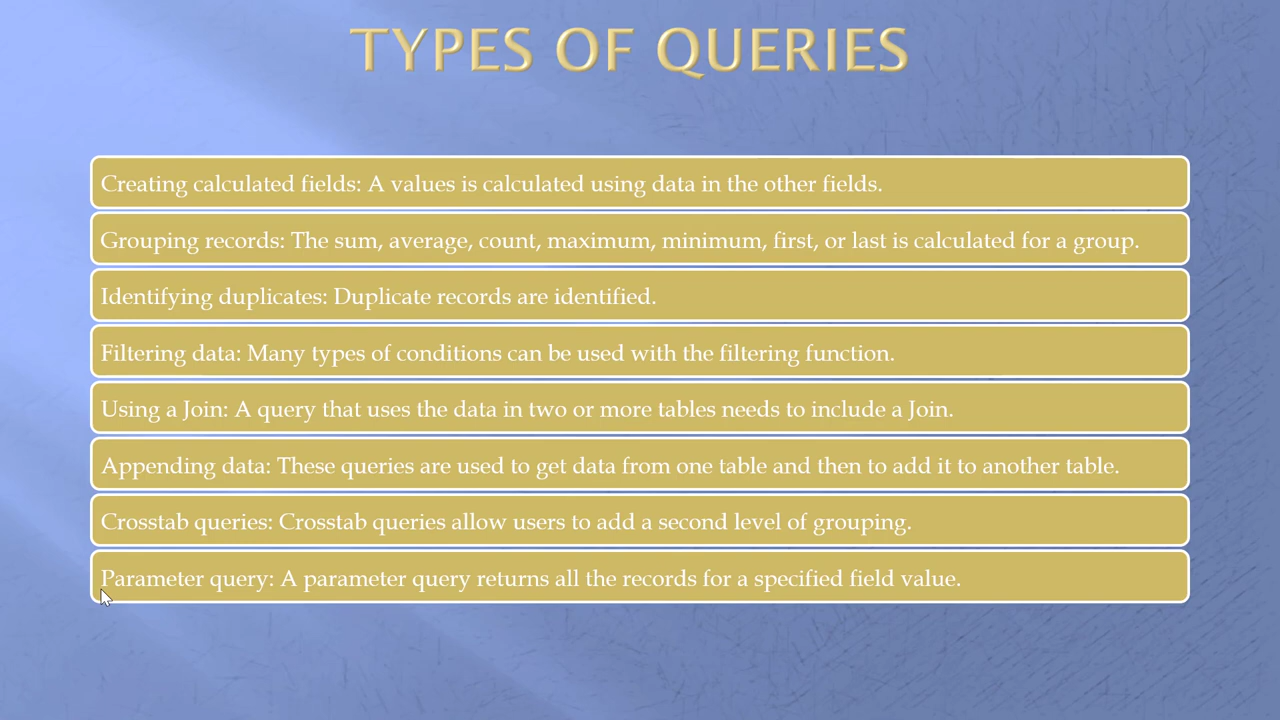 TYPES OF QUERIES
Creating calculated fields: A values is calculated using data in the other fields.
Grouping records: The sum, average, count, maximum, minimum, first, or last is calculated for a group.
Identifying duplicates: Duplicate records are identified.
Filtering data: Many types of conditions can be used with the filtering function.
Using a Join: A query that uses the data in two or more tables needs to include a Join.
Appending data: These queries are used to get data from one table and then to add it to another table.
Crosstab queries: Crosstab queries allow users to add a second level of grouping.
Parameter query: A parameter query returns all the records for a specified field value.